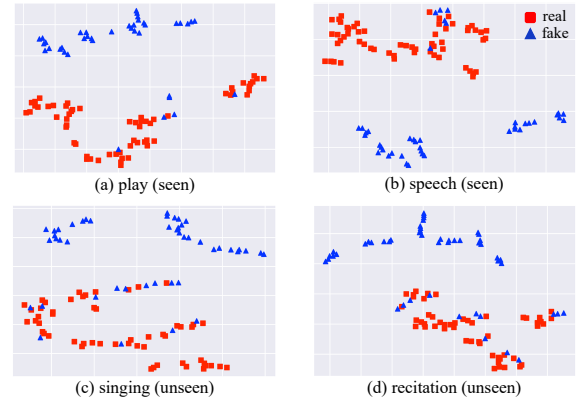 real
fake
(a) play (seen)
(b) speech (seen)
(c) singing (unseen)
(d) recitation (unseen)